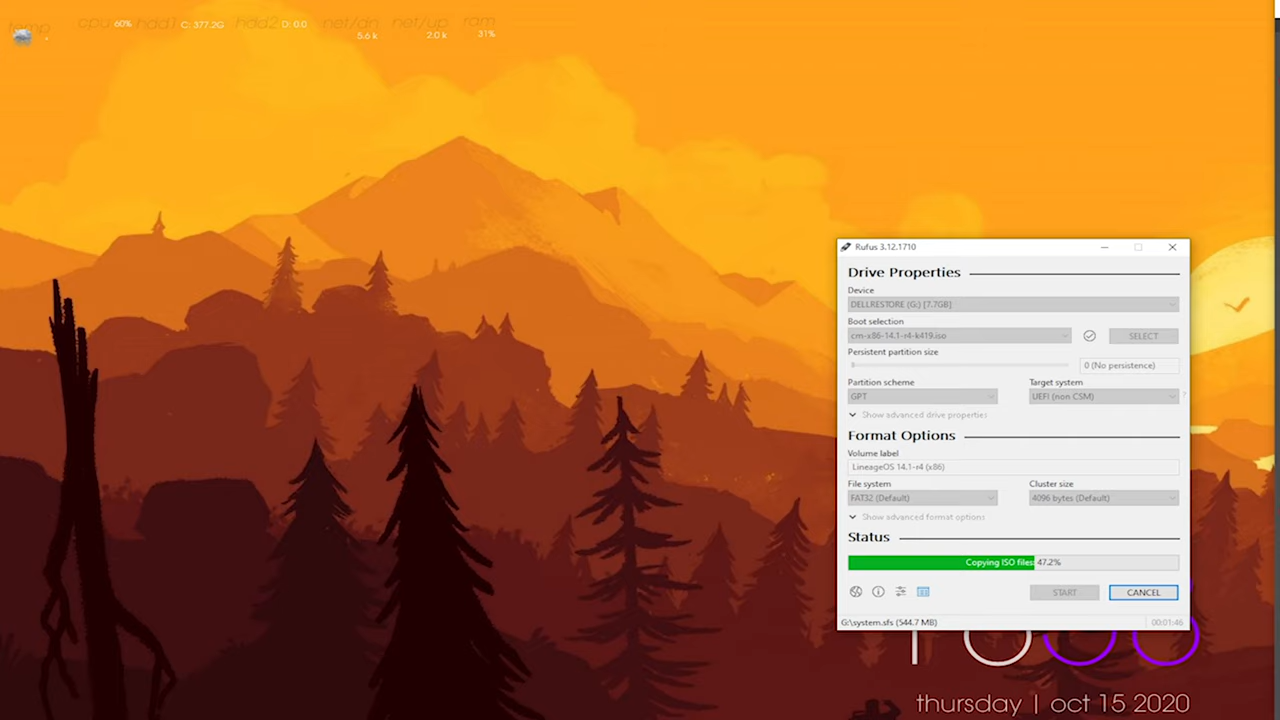 temp cpu 60% hdd1 C: 377.2G hdd2 D: 0.0 net/dn 5.6 k net/up 2.0 k ram 31%
Rufus 3.12.1710
Drive Properties
Device
DELLRESTORE (G:) [7.7GB]
Boot selection
cm-x86-14.1-r4-k419.iso
SELECT
Persistent partition size
0 (No persistence)
Partition scheme
Target system
GPT
UEFI (non CSM)
?
Show advanced drive properties
Format Options
Volume label
LineageOS 14.1-r4 (x86)
File system
Cluster size
FAT32 (Default)
4096 bytes (Default)
Show advanced format options
Status
Copying ISO files: 47.2%
START
CANCEL
G:\system.sfs (544.7 MB)
00:01:46
thursday | oct 15 2020